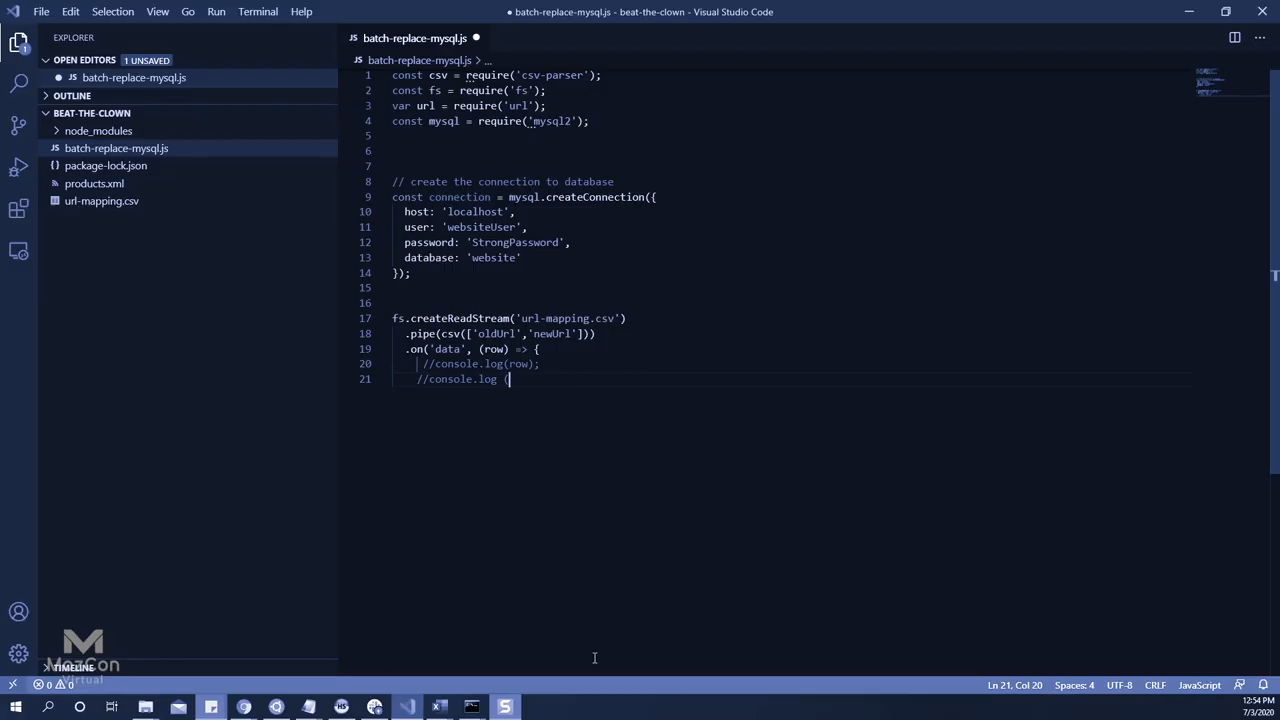 File Edit Selection View Go Run Terminal Help
● batch-replace-mysql.js - beat-the-clown - Visual Studio Code
EXPLORER
OPEN EDITORS 1 UNSAVED
JS batch-replace-mysql.js
OUTLINE
BEAT-THE-CLOWN
node_modules
JS batch-replace-mysql.js
{} package-lock.json
products.xml
url-mapping.csv
TIMELINE
MozCon
Virtual
1
JS batch-replace-mysql.js ●
JS batch-replace-mysql.js > ...
1 const csv = require('csv-parser');
2 const fs = require('fs');
3 var url = require('url');
4 const mysql = require('mysql2');
5
6
7
8 // create the connection to database
9 const connection = mysql.createConnection({
10 host: 'localhost',
11 user: 'websiteUser',
12 password: 'StrongPassword',
13 database: 'website'
14 });
15
16
17 fs.createReadStream('url-mapping.csv')
18 .pipe(csv(['oldUrl','newUrl']))
19 .on('data', (row) => {
20 //console.log(row);
21 //console.log (
0 0
Ln 21, Col 20 Spaces: 4 UTF-8 CRLF JavaScript
HS
S
12:54 PM
7/3/2020